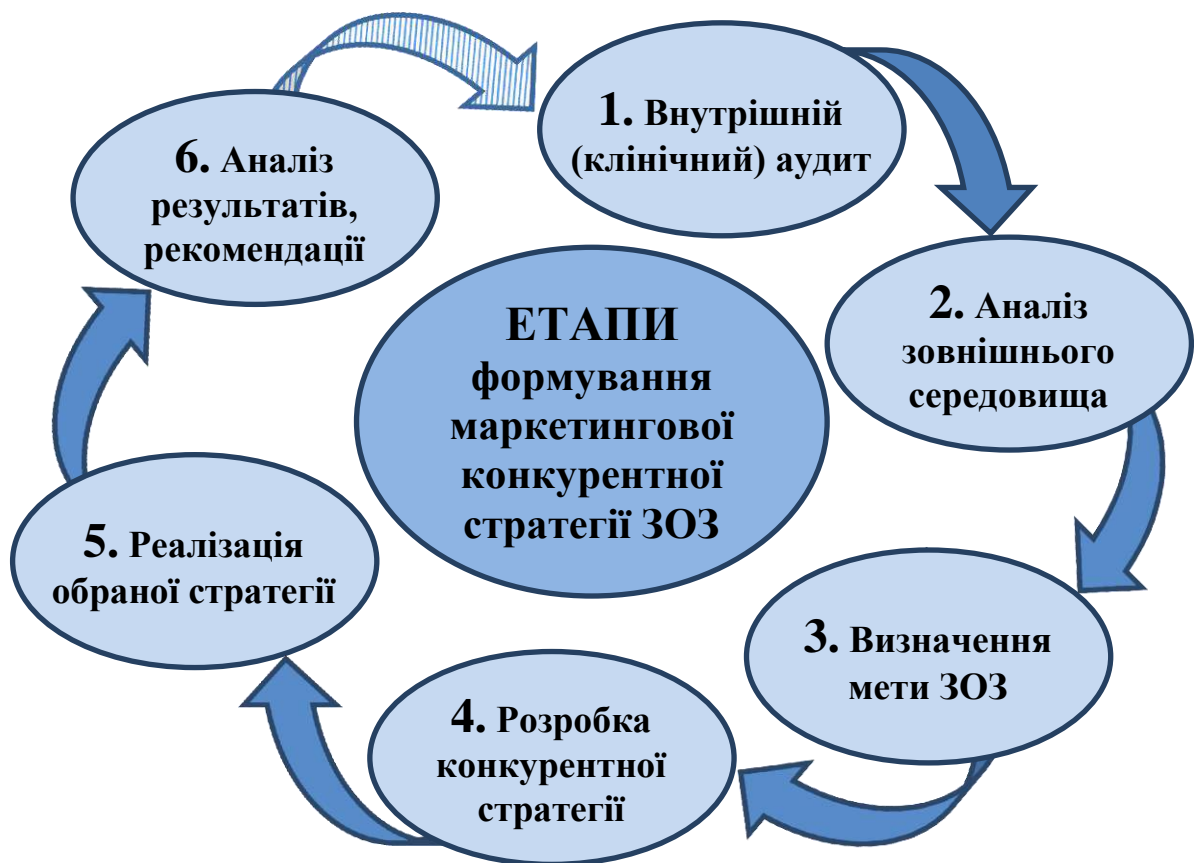 ЕТАПИ
формування
маркетингової
конкурентної
стратегії ЗОЗ
1. Внутрішній
(клінічний) аудит
2. Аналіз
зовнішнього
середовища
3. Визначення
мети ЗОЗ
4. Розробка
конкурентної
стратегії
5. Реалізація
обраної стратегії
6. Аналіз
результатів,
рекомендації